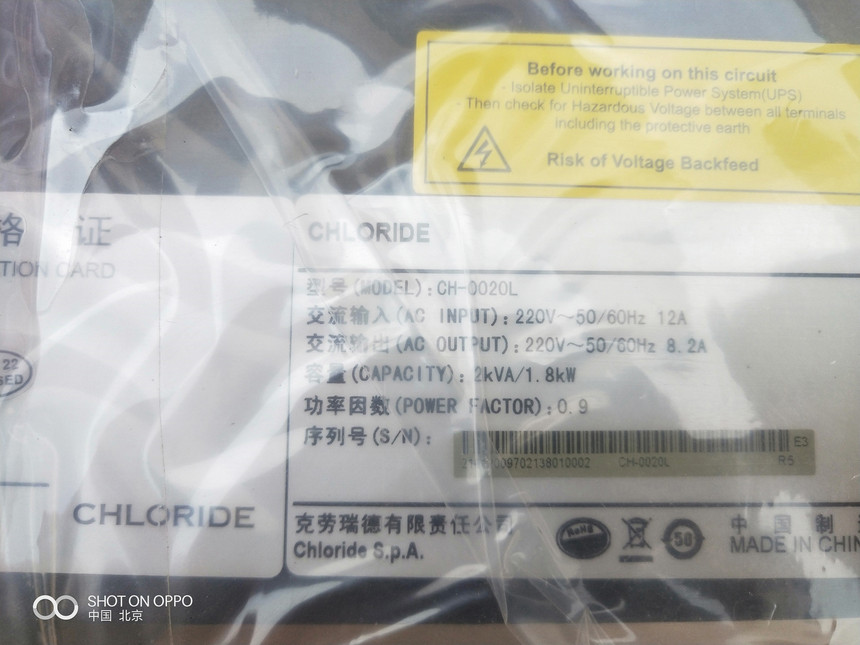 Before working on this circuit
- Isolate Uninterruptible Power System(UPS)
- Then check for Hazardous Voltage between all terminals
including the protective earth
Risk of Voltage Backfeed
格 证
TION CARD
22
SED
CHLORIDE
CHLORIDE
型号(MODEL):CH-0020L
交流输入(AC INPUT):220V～50/60Hz 12A
交流输出(AC OUTPUT):220V～50/60Hz 8.2A
容量(CAPACITY):2kVA/1.8kW
功率因数(POWER FACTOR):0.9
序列号(S/N):
E3
CH-0020L R5
克劳瑞德有限责任公司
Chloride S.p.A.
RoHS
50
中 国 制
MADE IN CHIN
SHOT ON OPPO
中国 北京